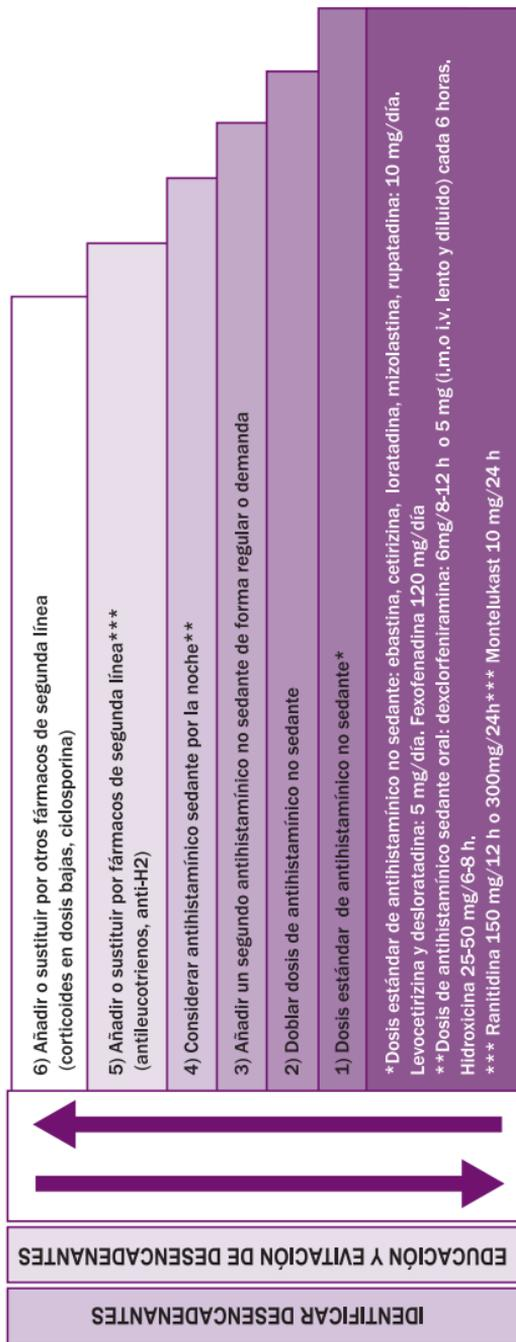 6) Añadir o sustituir por otros fármacos de segunda línea
(corticoides en dosis bajas, ciclosporina)
5) Añadir o sustituir por fármacos de segunda línea***
(antileucotrienos, anti-H2)
4) Considerar antihistamínico sedante por la noche**
3) Añadir un segundo antihistamínico no sedante de forma regular o demanda
2) Doblar dosis de antihistamínico no sedante
1) Dosis estándar de antihistamínico no sedante*
*Dosis estándar de antihistamínico no sedante: ebastina, cetirizina, loratadina, mizolastina, rupatadina: 10 mg/día.
Levocetirizina y desloratadina: 5 mg/día. Fexofenadina 120 mg/día
**Dosis de antihistamínico sedante oral: dexclorfeniramina: 6mg/8-12 h o 5 mg (i.m.o i.v. lento y diluido) cada 6 horas.
Hidroxicina 25-50 mg/6-8 h.
*** Ranitidina 150 mg/12 h o 300mg/24h*** Montelukast 10 mg/24 h
EDUCACIÓN Y EVITACIÓN DE DESENCADENANTES
IDENTIFICAR DESENCADENANTES